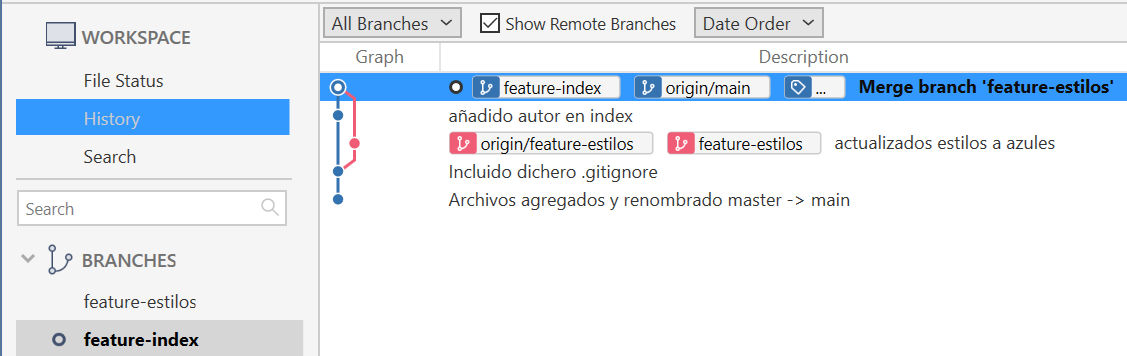 WORKSPACE
File Status
History
Search
Search
BRANCHES
feature-estilos
feature-index
All Branches Show Remote Branches Date Order
Graph Description
feature-index origin/main ... Merge branch 'feature-estilos'
añadido autor en index
origin/feature-estilos feature-estilos actualizados estilos a azules
Incluido dichero .gitignore
Archivos agregados y renombrado master -> main